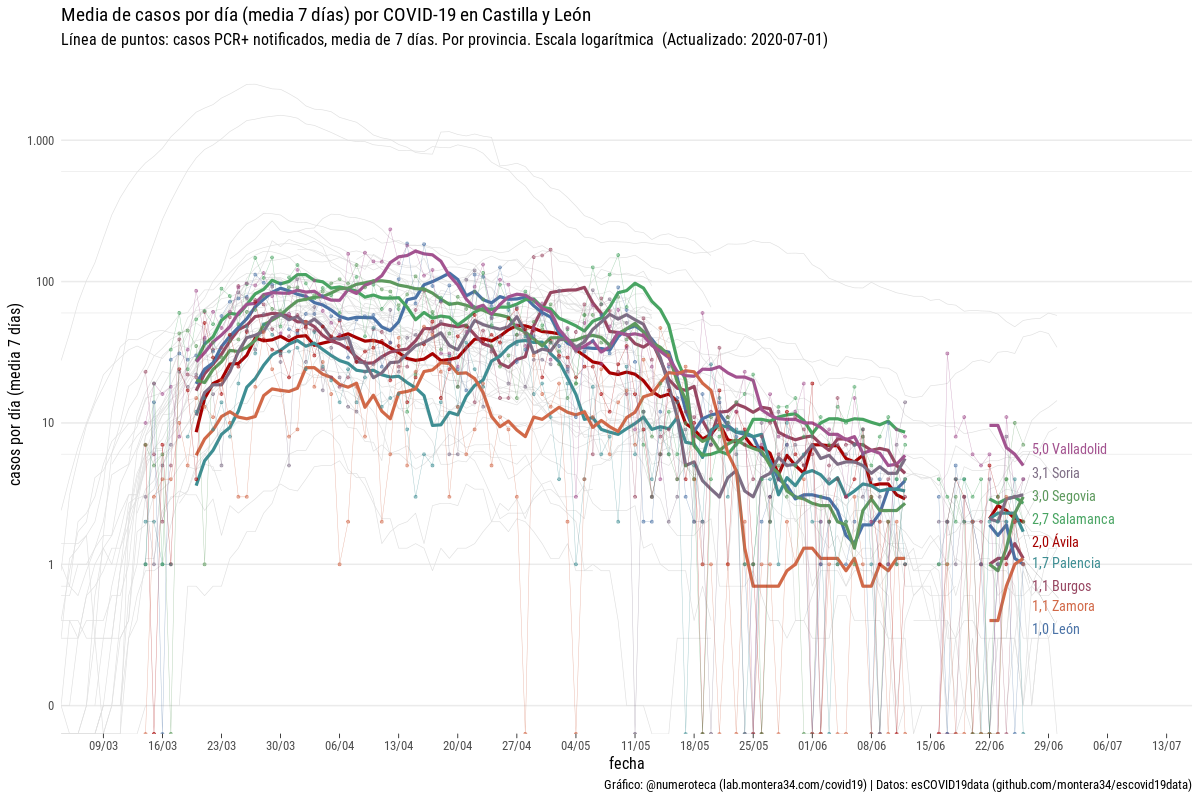 Media de casos por día (media 7 días) por COVID-19 en Castilla y León
Línea de puntos: casos PCR+ notificados, media de 7 días. Por provincia. Escala logarítmica (Actualizado: 2020-07-01)
casos por día (media 7 días)
1.000
100
10
1
0
5,0 Valladolid
3,1 Soria
3,0 Segovia
2,7 Salamanca
2,0 Ávila
1,7 Palencia
1,1 Burgos
1,1 Zamora
1,0 León
09/03 16/03 23/03 30/03 06/04 13/04 20/04 27/04 04/05 11/05 18/05 25/05 01/06 08/06 15/06 22/06 29/06 06/07 13/07
fecha
Gráfico: @numeroteca (lab.montera34.com/covid19) | Datos: esCOVID19data (github.com/montera34/escovid19data)